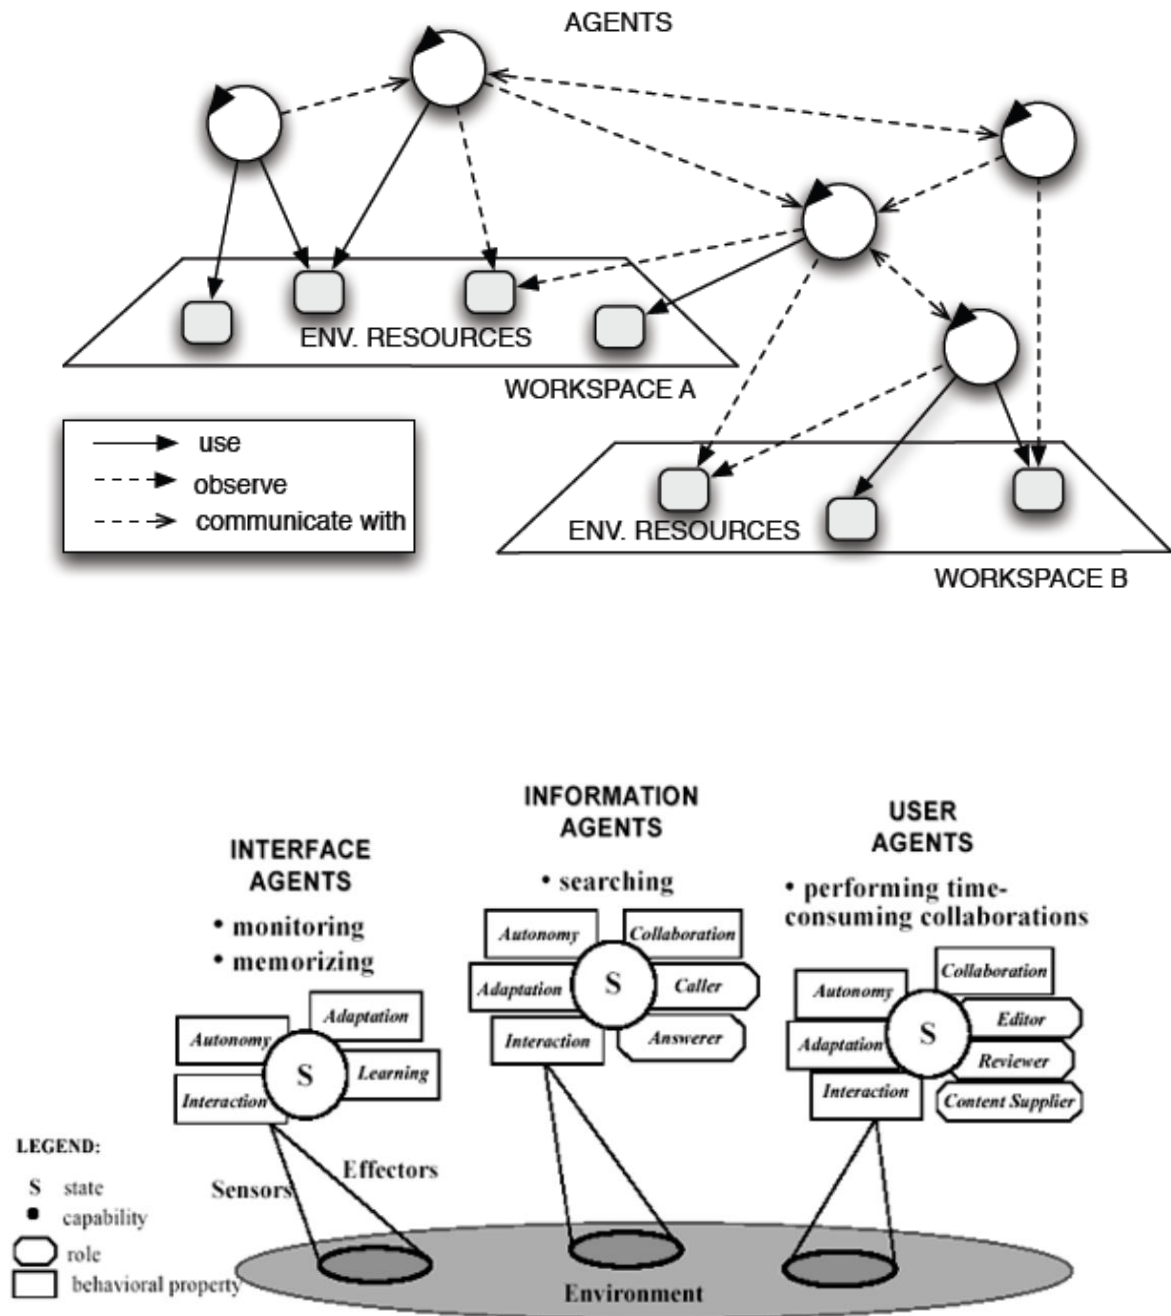 AGENTS
ENV. RESOURCES
WORKSPACE A
use
observe
communicate with
ENV. RESOURCES
WORKSPACE B
INTERFACE
AGENTS
• monitoring
• memorizing
Autonomy
Adaptation
S
Learning
Interaction
Sensors
Effectors
INFORMATION
AGENTS
• searching
Autonomy
Collaboration
Adaptation
S
Caller
Interaction
Answerer
USER
AGENTS
• performing time-
consuming collaborations
Autonomy
Collaboration
Adaptation
S
Editor
Reviewer
Interaction
Content Supplier
LEGEND:
S state
• capability
role
behavioral property
Environment